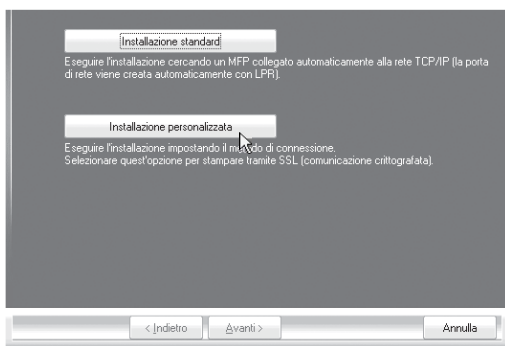 Installazione standard
Eseguire l'installazione cercando un MFP collegato automaticamente alla rete TCP/IP (la porta
di rete viene creata automaticamente con LPR).
Installazione personalizzata
Eseguire l'installazione impostando il metodo di connessione.
Selezionare quest'opzione per stampare tramite SSL (comunicazione crittografata).
< Indietro
Avanti >
Annulla